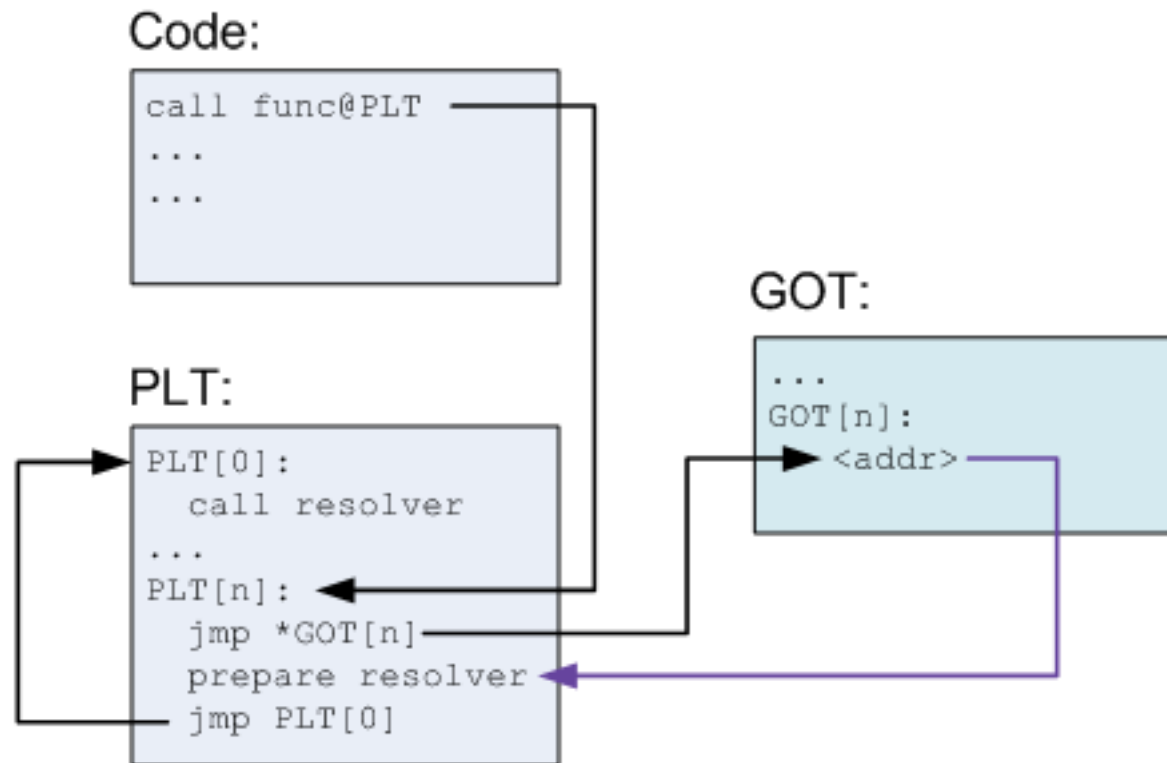 Code:
call func@PLT
...
...
PLT:
PLT[0]:
call resolver
...
PLT[n]:
jmp *GOT[n]
prepare resolver
jmp PLT[0]
GOT:
...
GOT[n]:
<addr>